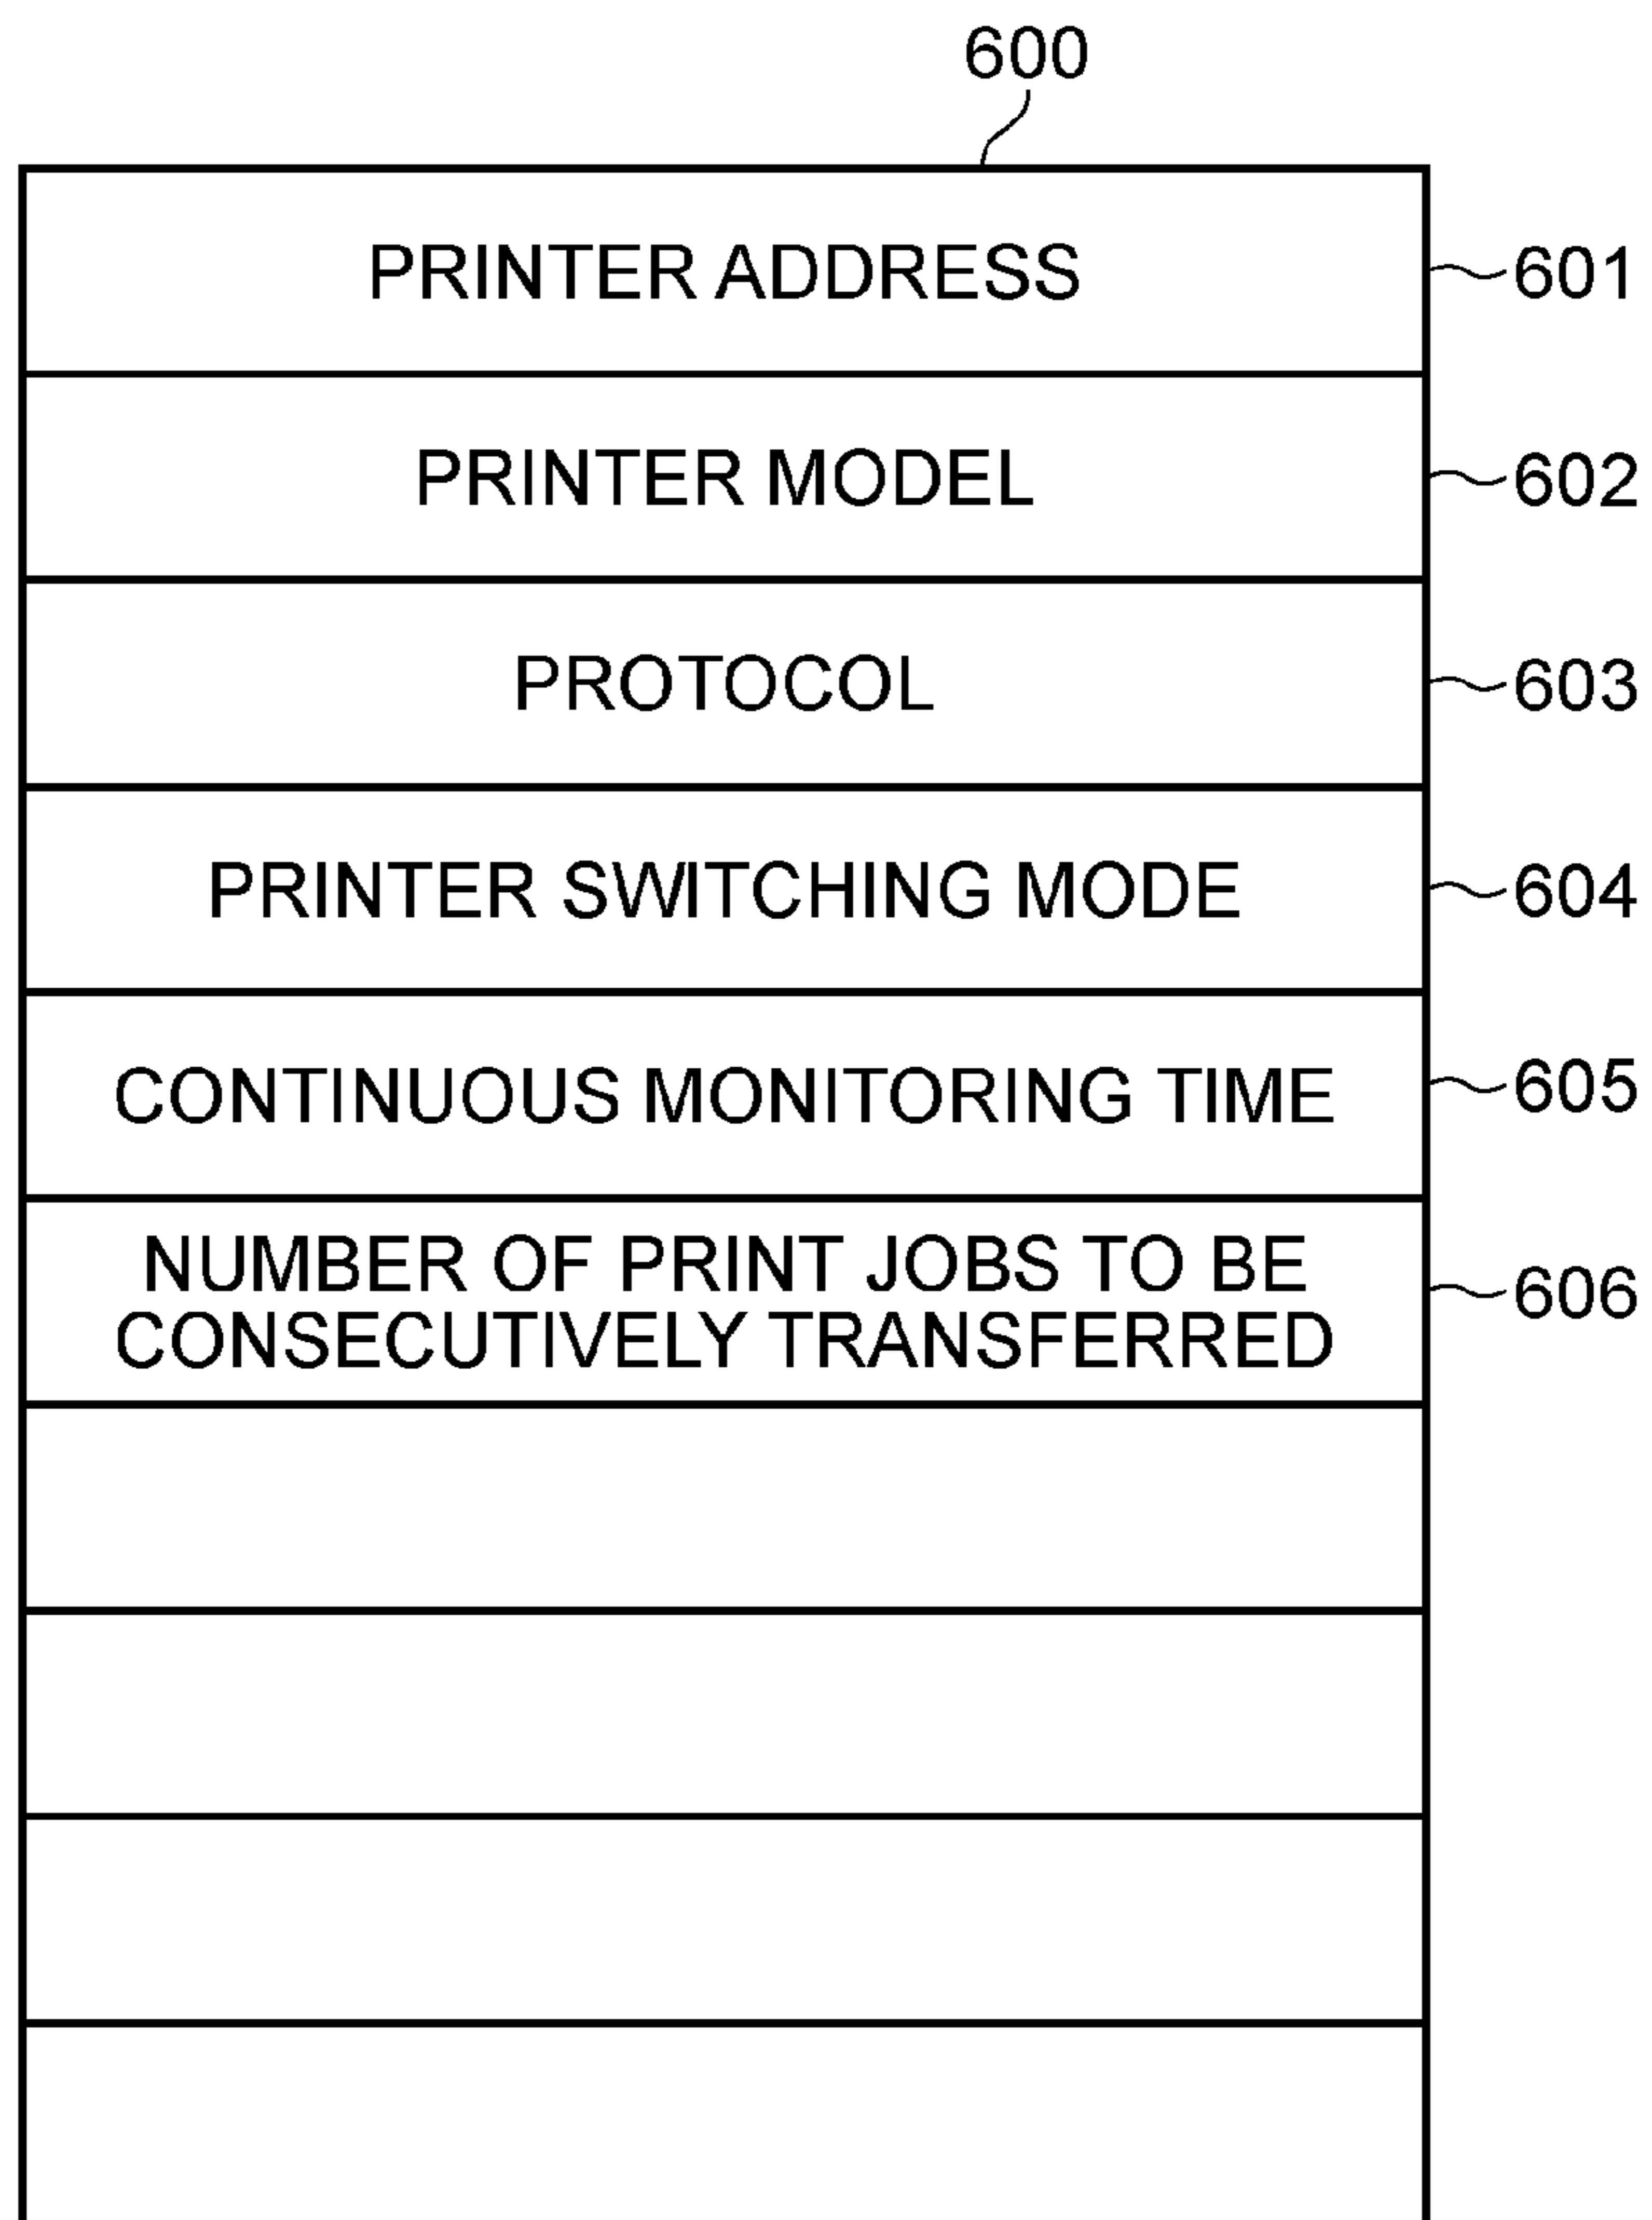 600
PRINTER ADDRESS
601
PRINTER MODEL
602
PROTOCOL
603
PRINTER SWITCHING MODE
604
CONTINUOUS MONITORING TIME
605
NUMBER OF PRINT JOBS TO BE
CONSECUTIVELY TRANSFERRED
606